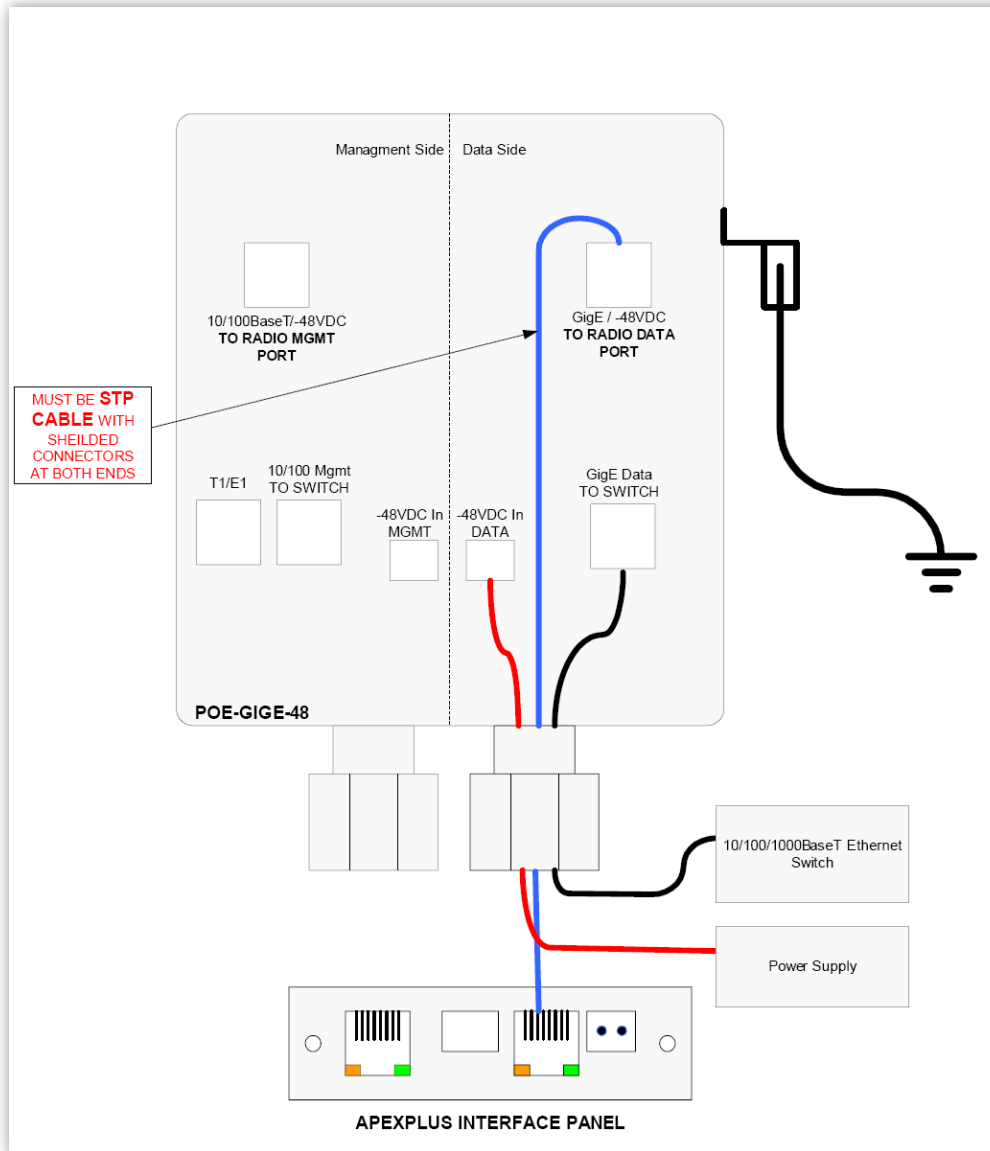 Managment Side
Data Side
10/100BaseT/-48VDC
TO RADIO MGMT
PORT
GigE / -48VDC
TO RADIO DATA
PORT
MUST BE STP
CABLE WITH
SHEILDED
CONNECTORS
AT BOTH ENDS
T1/E1
10/100 Mgmt
TO SWITCH
-48VDC In
MGMT
-48VDC In
DATA
GigE Data
TO SWITCH
POE-GIGE-48
10/100/1000BaseT Ethernet
Switch
Power Supply
APEXPLUS INTERFACE PANEL